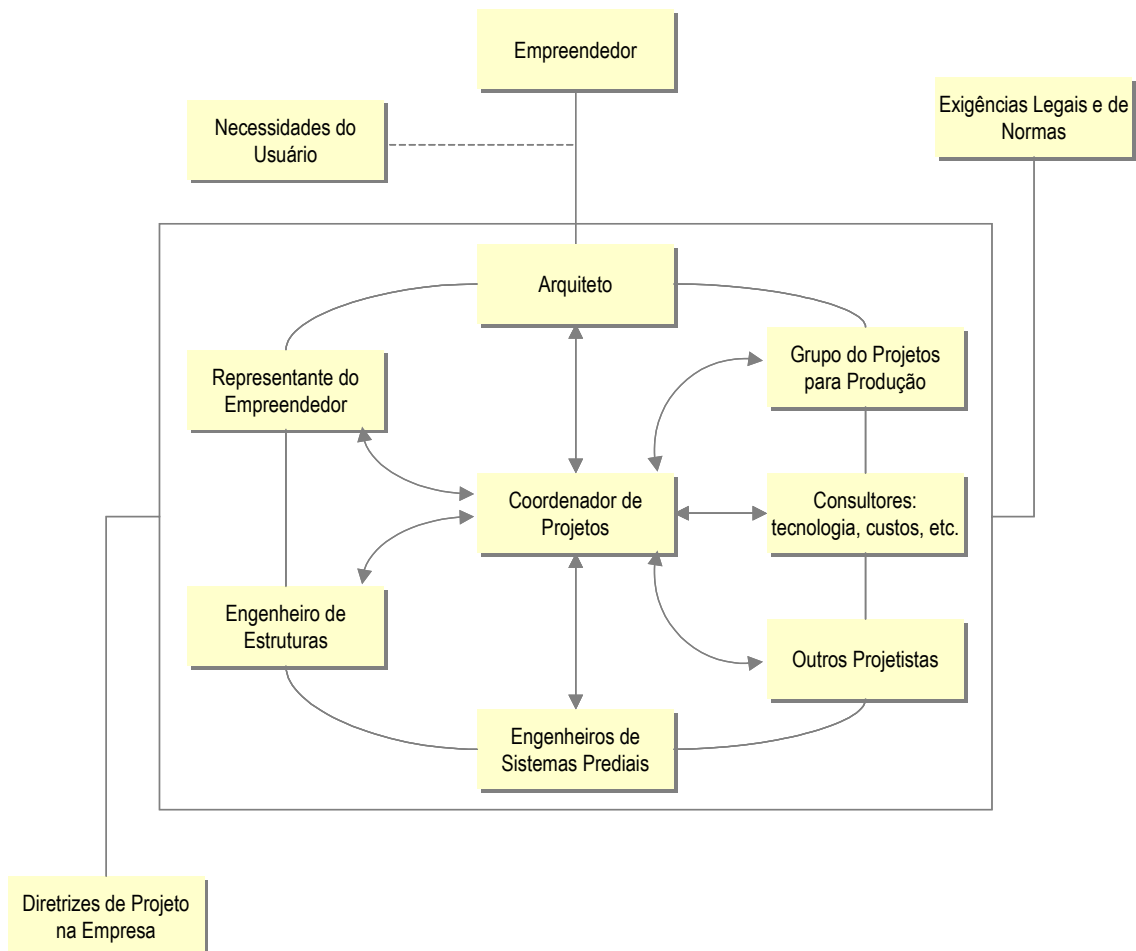 Empreendedor
Necessidades do
Usuário
Exigências Legais e de
Normas
Arquiteto
Representante do
Empreendedor
Grupo do Projetos
para Produção
Coordenador de
Projetos
Consultores:
tecnologia, custos, etc.
Engenheiro de
Estruturas
Outros Projetistas
Engenheiros de
Sistemas Prediais
Diretrizes de Projeto
na Empresa